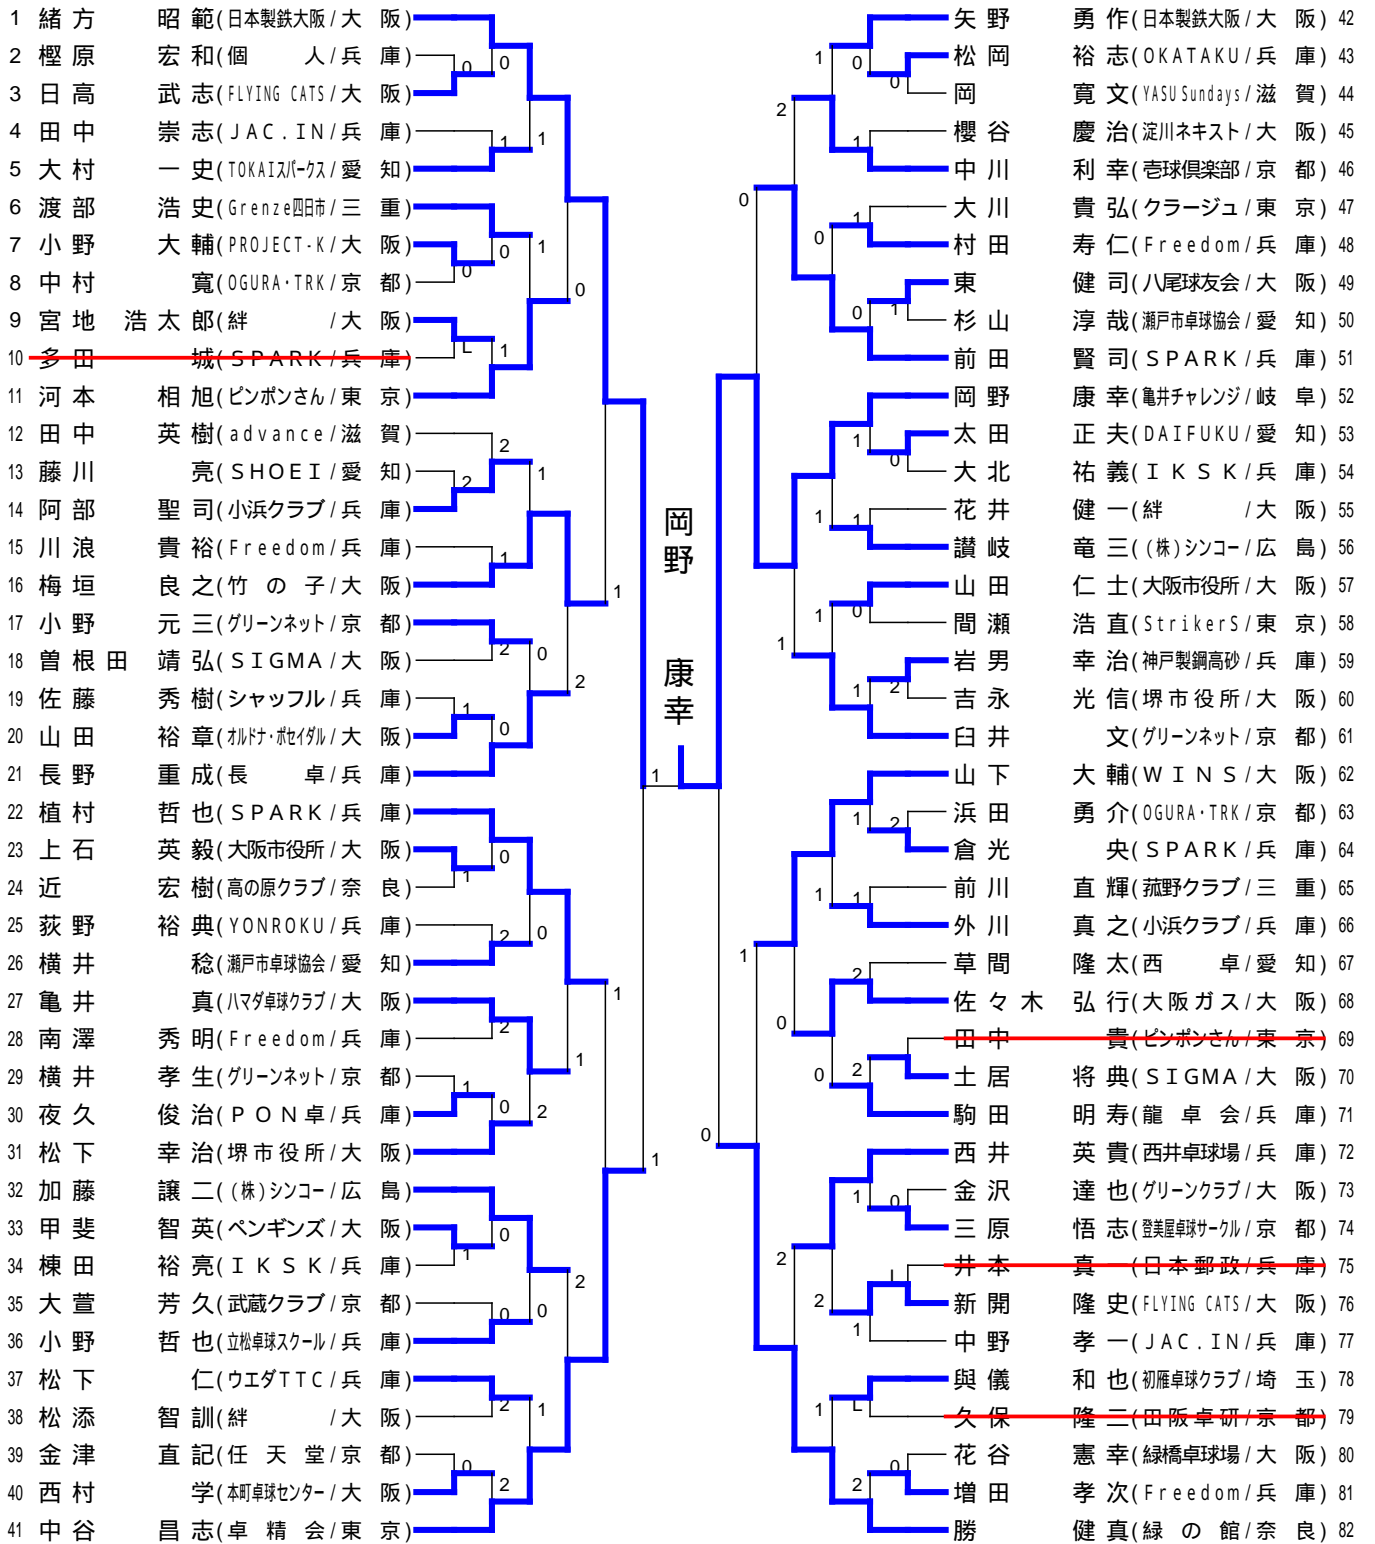 1 緒方 昭範(日本製鉄大阪/大 阪)
2 樫原 宏和(個 人/兵 庫)
3 日高 武志(FLYING CATS/大 阪)
4 田中 崇志(JAC.IN/兵 庫)
5 大村 一史(TOKAIスパークス/愛 知)
6 渡部 浩史(Grenze四日市/三 重)
7 小野 大輔(PROJECT-K/大 阪)
8 中村 寛(OGURA・TRK/京 都)
9 宮地 浩太郎(絆 /大 阪)
10 多田 城(SPARK/兵 庫)
11 河本 相旭(ピンポンさん/東 京)
12 田中 英樹(advance/滋 賀)
13 藤川 亮(SHOEI/愛 知)
14 阿部 聖司(小浜クラブ/兵 庫)
15 川浪 貴裕(Freedom/兵 庫)
16 梅垣 良之(竹の子/大 阪)
17 小野 元三(グリーンネット/京 都)
18 曽根田 靖弘(SIGMA/大 阪)
19 佐藤 秀樹(シャッフル/兵 庫)
20 山田 裕章(オルドナ・ポセイダル/大 阪)
21 長野 重成(長 卓/兵 庫)
22 植村 哲也(SPARK/兵 庫)
23 上石 英毅(大阪市役所/大 阪)
24 近 宏樹(高の原クラブ/奈 良)
25 荻野 裕典(YONROKU/兵 庫)
26 横井 稔(瀬戸市卓球協会/愛 知)
27 亀井 真(ハマダ卓球クラブ/大 阪)
28 南澤 秀明(Freedom/兵 庫)
29 横井 孝生(グリーンネット/京 都)
30 夜久 俊治(PON卓/兵 庫)
31 松下 幸治(堺市役所/大 阪)
32 加藤 譲二((株)シンコー/広 島)
33 甲斐 智英(ペンギンズ/大 阪)
34 棟田 裕亮(IKSK/兵 庫)
35 大萱 芳久(武蔵クラブ/京 都)
36 小野 哲也(立松卓球スクール/兵 庫)
37 松下 仁(ウエダTTC/兵 庫)
38 松添 智訓(絆 /大 阪)
39 金津 直記(任天堂/京 都)
40 西村 学(本町卓球センター/大 阪)
41 中谷 昌志(卓精会/東 京)
岡野 康幸
矢野 勇作(日本製鉄大阪/大 阪) 42
松岡 裕志(OKATAKU/兵 庫) 43
岡 寛文(YASU Sundays/滋 賀) 44
櫻谷 慶治(淀川ネキスト/大 阪) 45
中川 利幸(壱球倶楽部/京 都) 46
大川 貴弘(クラージュ/東 京) 47
村田 寿仁(Freedom/兵 庫) 48
東 健司(八尾球友会/大 阪) 49
杉山 淳哉(瀬戸市卓球協会/愛 知) 50
前田 賢司(SPARK/兵 庫) 51
岡野 康幸(亀井チャレンジ/岐 阜) 52
太田 正夫(DAIFUKU/愛 知) 53
大北 祐義(IKSK/兵 庫) 54
花井 健一(絆 /大 阪) 55
讃岐 竜三((株)シンコー/広 島) 56
山田 仁士(大阪市役所/大 阪) 57
間瀬 浩直(StrikerS/東 京) 58
岩男 幸治(神戸製鋼高砂/兵 庫) 59
吉永 光信(堺市役所/大 阪) 60
臼井 文(グリーンネット/京 都) 61
山下 大輔(WINS/大 阪) 62
浜田 勇介(OGURA・TRK/京 都) 63
倉光 央(SPARK/兵 庫) 64
前川 直輝(菰野クラブ/三 重) 65
外川 真之(小浜クラブ/兵 庫) 66
草間 隆太(西 卓/愛 知) 67
佐々木 弘行(大阪ガス/大 阪) 68
田中 貴(ピンポンさん/東 京) 69
土居 将典(SIGMA/大 阪) 70
駒田 明寿(龍卓会/兵 庫) 71
西井 英貴(西井卓球場/兵 庫) 72
金沢 達也(グリーンクラブ/大 阪) 73
三原 悟志(登美屋卓球サークル/京 都) 74
井本 真一(日本郵政/兵 庫) 75
新開 隆史(FLYING CATS/大 阪) 76
中野 孝一(JAC.IN/兵 庫) 77
與儀 和也(初雁卓球クラブ/埼 玉) 78
久保 隆三(田阪卓研/京 都) 79
花谷 憲幸(緑橋卓球場/大 阪) 80
増田 孝次(Freedom/兵 庫) 81
勝 健真(緑の館/奈 良) 82